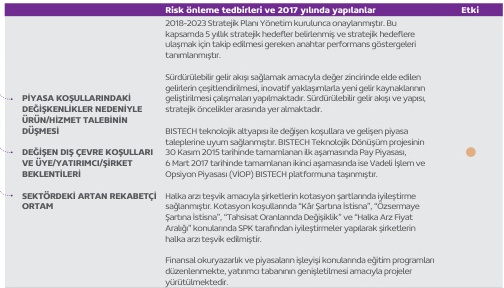 Risk önleme tedbirleri ve 2017 yılında yapılanlar
Etki
PİYASA KOŞULLARINDAKİ
DEĞİŞKENLİKLER NEDENİYLE
ÜRÜN/HİZMET TALEBİNİN
DÜŞMESİ
DEĞİŞEN DIŞ ÇEVRE KOŞULLARI
VE ÜYE/YATIRIMCI/ŞİRKET
BEKLENTİLERİ
SEKTÖRDEKİ ARTAN REKABETÇİ
ORTAM
2018-2023 Stratejik Planı Yönetim kurulunca onaylanmıştır. Bu
kapsamda 5 yıllık stratejik hedefler belirlenmiş ve stratejik hedeflere
ulaşmak için takip edilmesi gereken anahtar performans göstergeleri
tanımlanmıştır.
Sürdürülebilir gelir akışı sağlamak amacıyla değer zincirinde elde edilen
gelirlerin çeşitlendirilmesi, inovatif yaklaşımlarla yeni gelir kaynaklarının
geliştirilmesi çalışmaları yapılmaktadır. Sürdürülebilir gelir akışı ve yapısı,
stratejik öncelikler arasında yer almaktadır.
BISTECH teknolojik altyapısı ile değişen koşullara ve gelişen piyasa
taleplerine uyum sağlanmıştır. BISTECH Teknolojik Dönüşüm projesinin
30 Kasım 2015 tarihinde tamamlanan ilk aşamasında Pay Piyasası,
6 Mart 2017 tarihinde tamamlanan ikinci aşamasında ise Vadeli İşlem ve
Opsiyon Piyasası (VİOP) BISTECH platformuna taşınmıştır.
Halka arzı teşvik amacıyla şirketlerin kotasyon şartlarında iyileştirme
sağlanmıştır. Kotasyon koşullarında "Kâr Şartına İstisna", "Özsermaye
Şartına İstisna", "Tahsisat Oranlarında Değişiklik" ve "Halka Arz Fiyat
Aralığı" konularında SPK tarafından iyileştirmeler yapılarak şirketlerin
halka arzı teşvik edilmiştir.
Finansal okuryazarlık ve piyasaların işleyişi konularında eğitim programları
düzenlenmekte, yatırımcı tabanının genişletilmesi amacıyla projeler
yürütülmektedir.